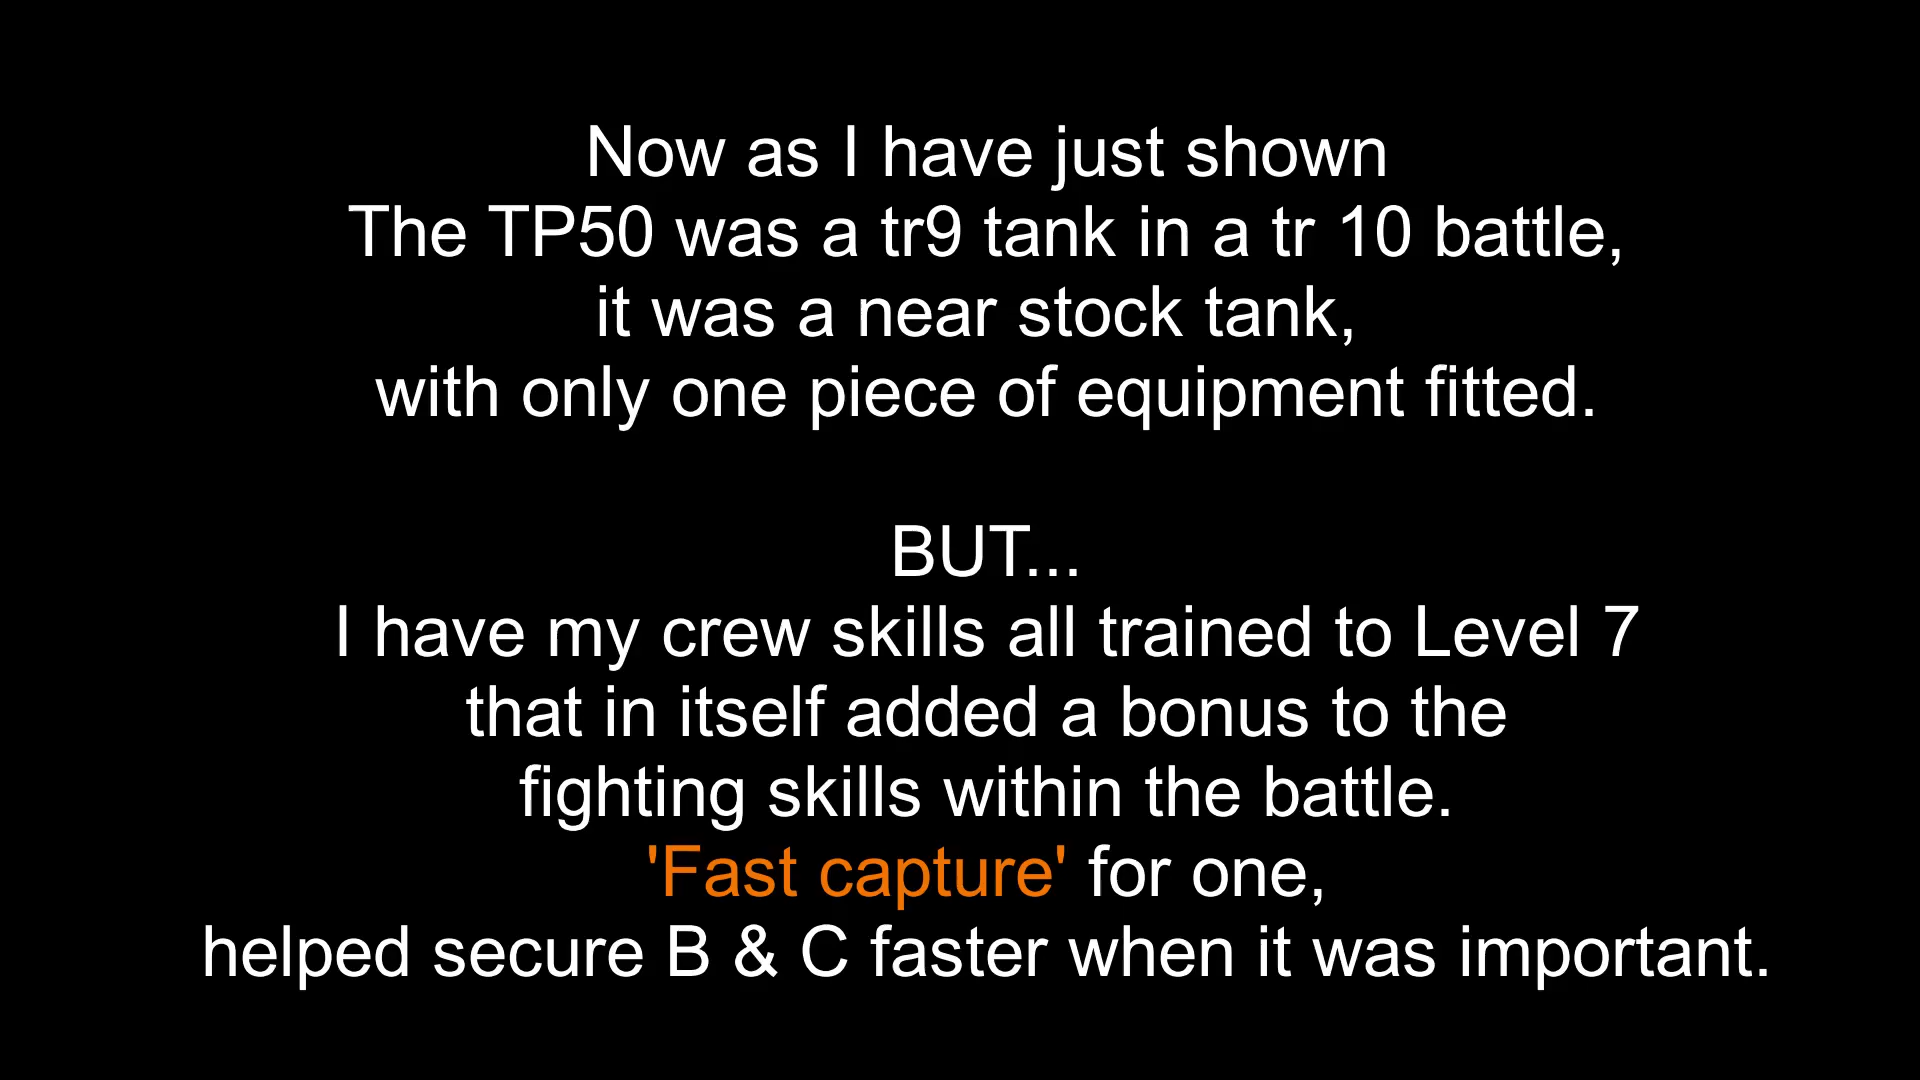 Now as I have just shown
The TP50 was a tr9 tank in a tr 10 battle,
it was a near stock tank,
with only one piece of equipment fitted.
BUT...
I have my crew skills all trained to Level 7
that in itself added a bonus to the
fighting skills within the battle.
'Fast capture' for one,
helped secure B & C faster when it was important.